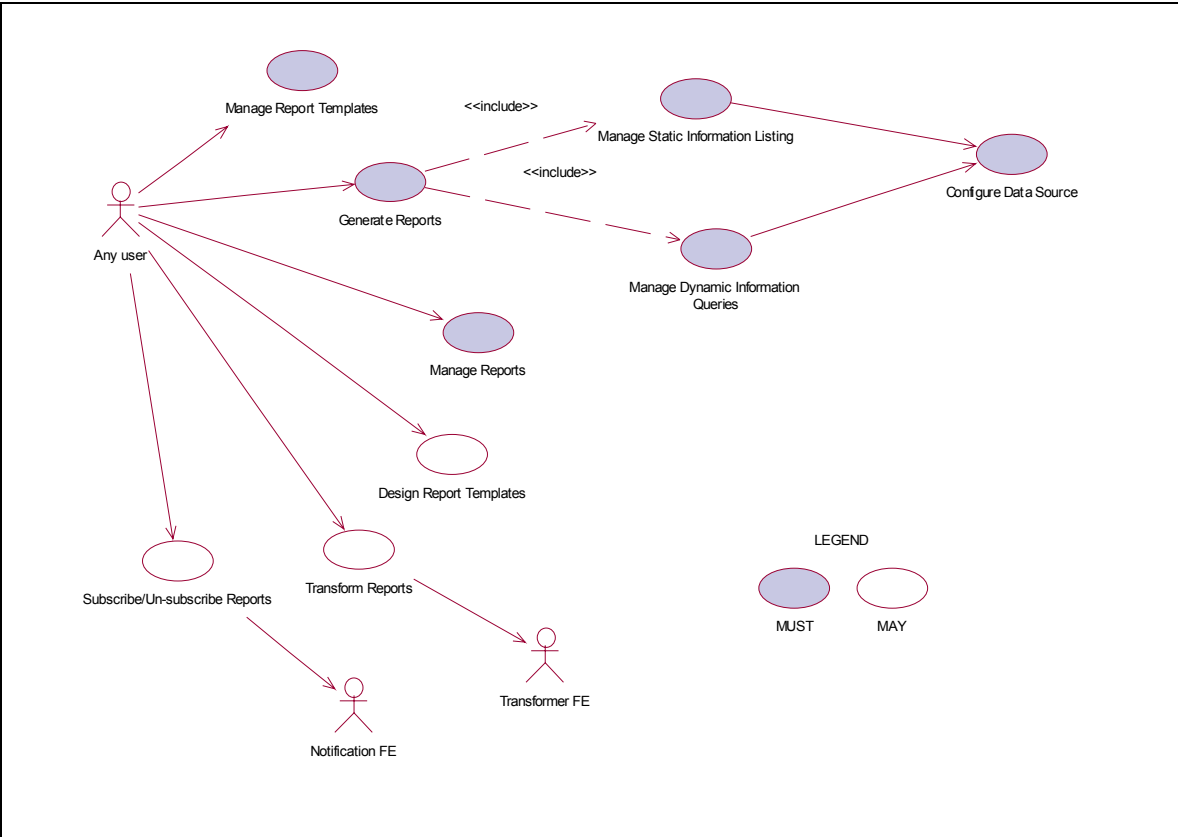 Manage Report Templates
<<include>>
Manage Static Information Listing
<<include>>
Configure Data Source
Generate Reports
Any user
Manage Dynamic Information
Queries
Manage Reports
Design Report Templates
LEGEND
Transform Reports
Subscribe/Un-subscribe Reports
MUST
MAY
Transformer FE
Notification FE